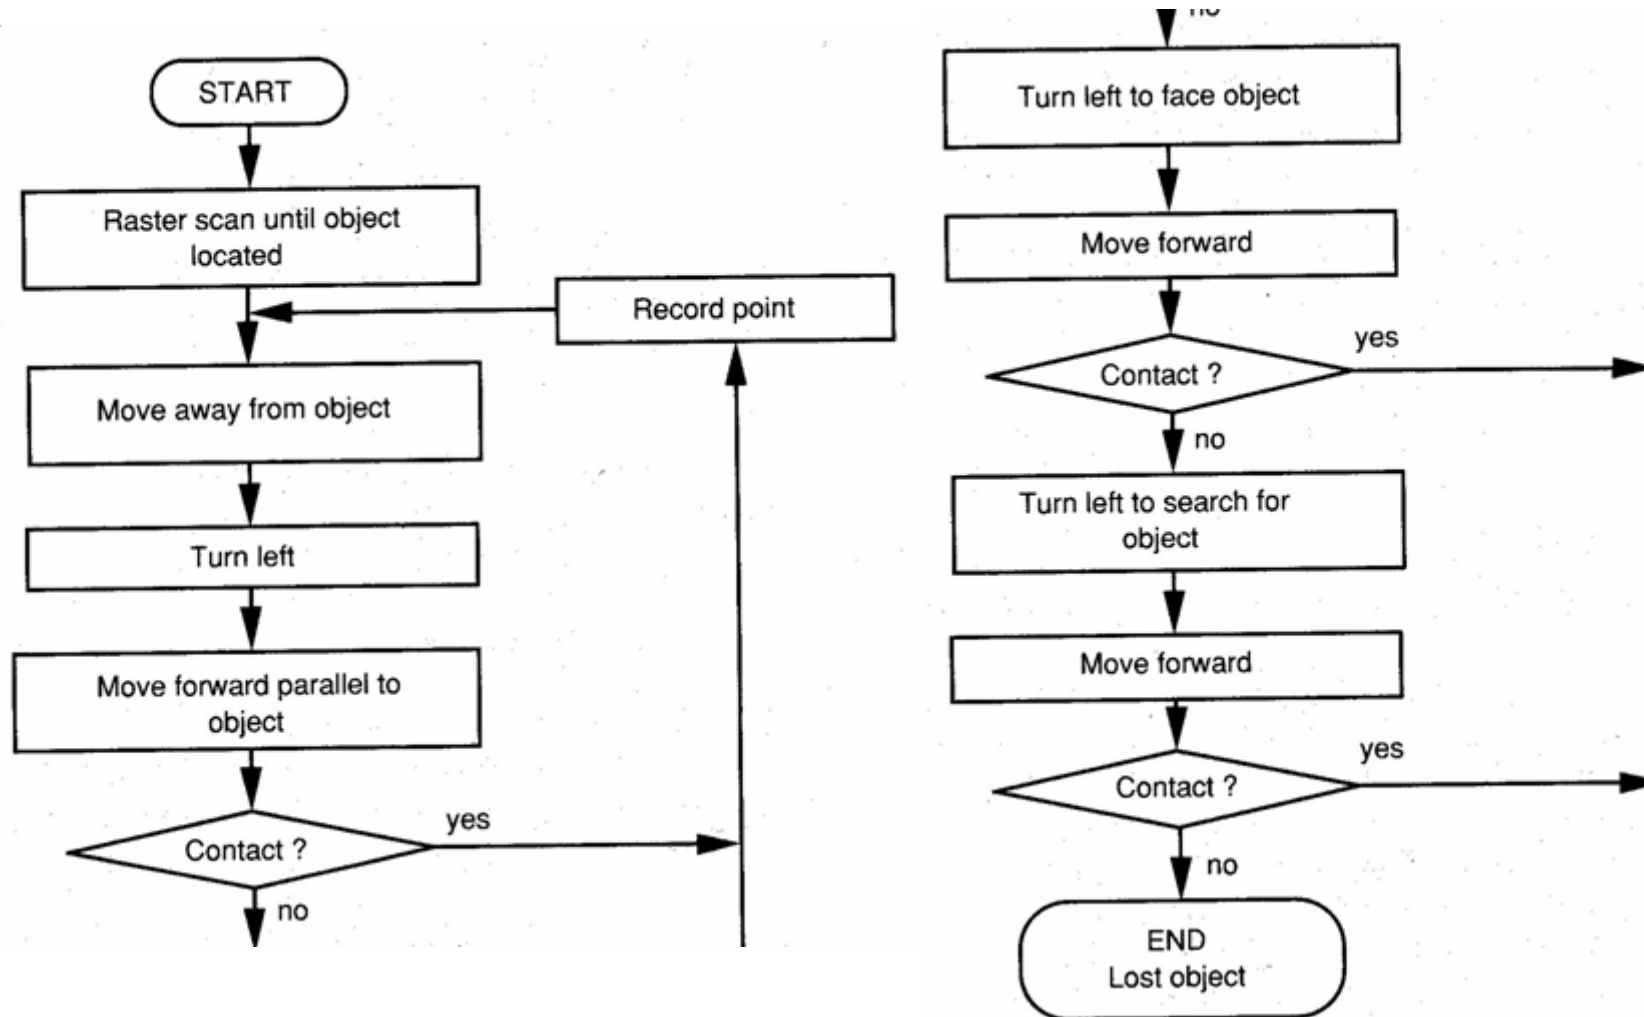 START
Raster scan until object
located
Record point
Move away from object
Turn left
Move forward parallel to
object
Contact ?
yes
no
no
Turn left to face object
Move forward
Contact ?
yes
no
Turn left to search for
object
Move forward
Contact ?
yes
no
END
Lost object